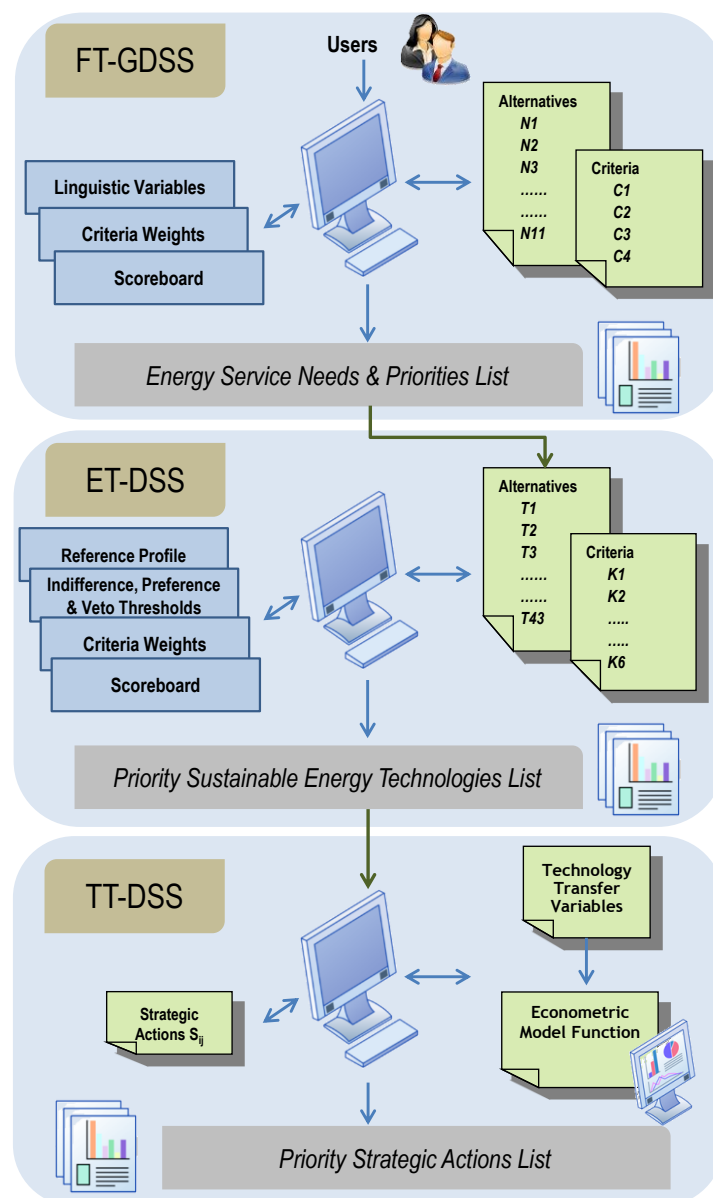 FT-GDSS
Users
Alternatives
N1
N2
N3
......
......
N11
Criteria
C1
C2
C3
C4
Linguistic Variables
Criteria Weights
Scoreboard
Energy Service Needs & Priorities List
ET-DSS
Alternatives
T1
T2
T3
......
......
T43
Criteria
K1
K2
.....
.....
K6
Reference Profile
Indifference, Preference
& Veto Thresholds
Criteria Weights
Scoreboard
Priority Sustainable Energy Technologies List
TT-DSS
Technology
Transfer
Variables
Strategic
Actions Sij
Econometric
Model Function
Priority Strategic Actions List